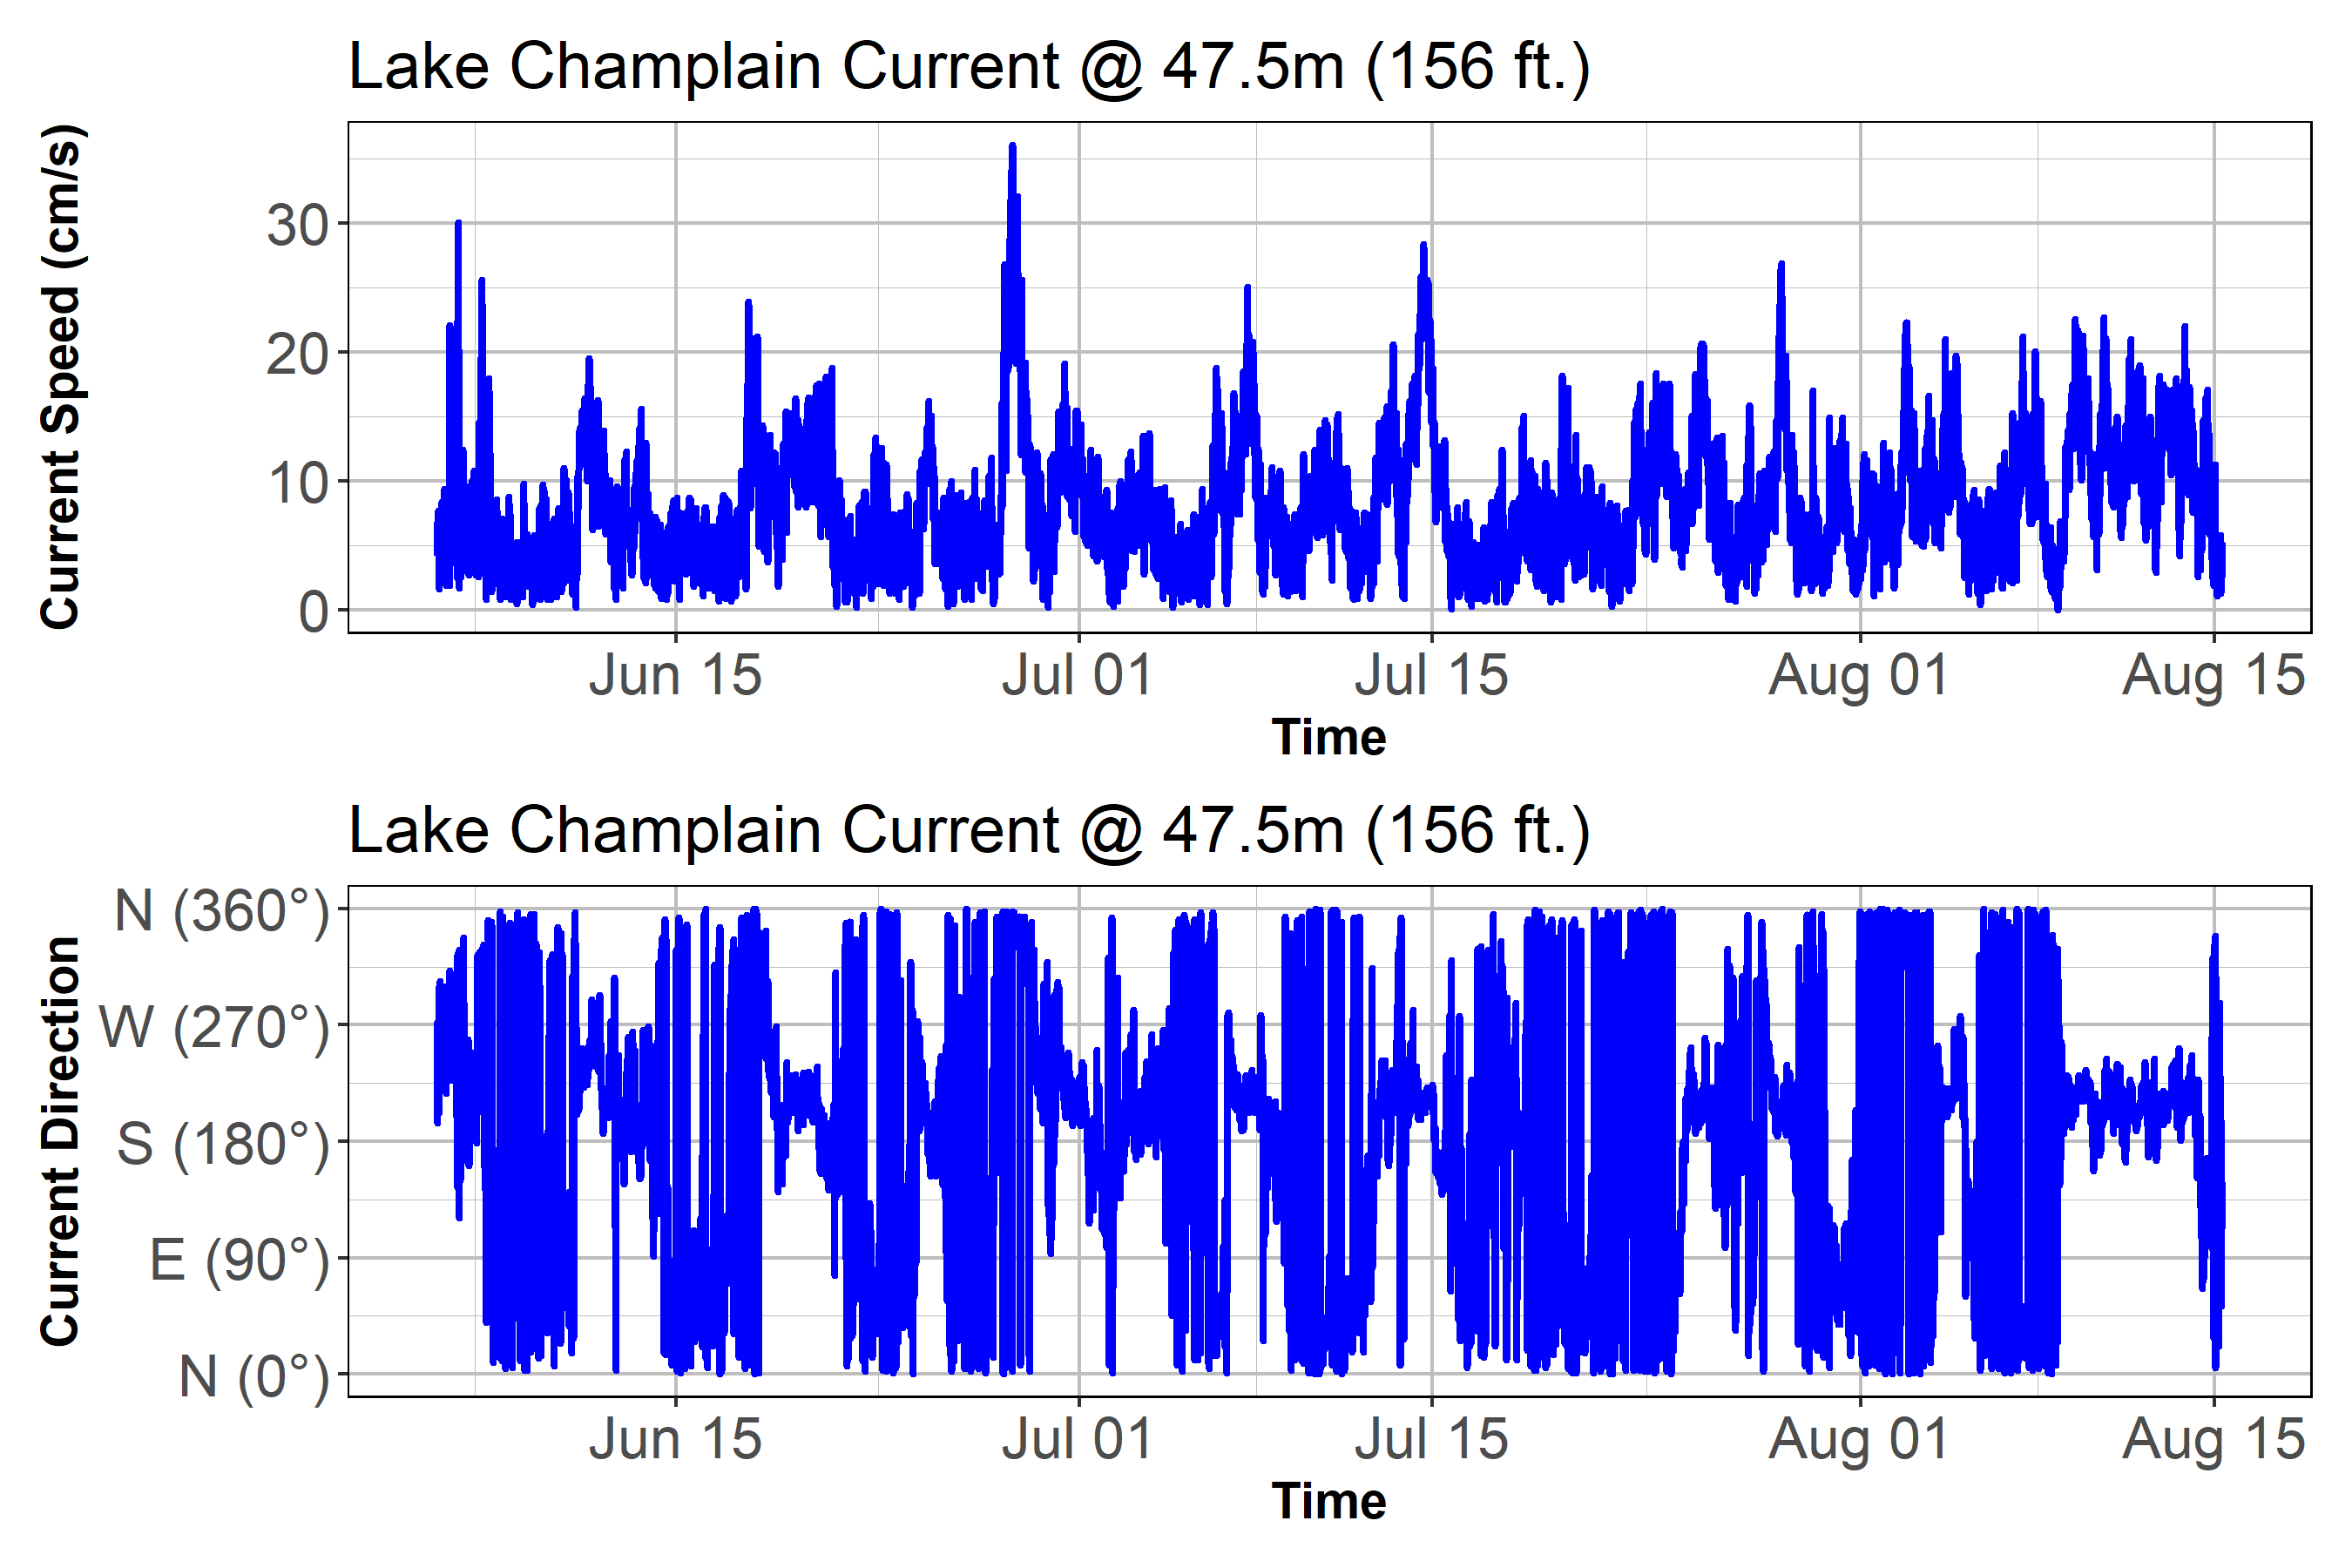 Lake Champlain Current @ 47.5m (156 ft.)
Current Speed (cm/s)
30
20
10
0
Jun 15 Jul 01 Jul 15 Aug 01 Aug 15
Time
Lake Champlain Current @ 47.5m (156 ft.)
Current Direction
N (360°)
W (270°)
S (180°)
E (90°)
N (0°)
Jun 15 Jul 01 Jul 15 Aug 01 Aug 15
Time